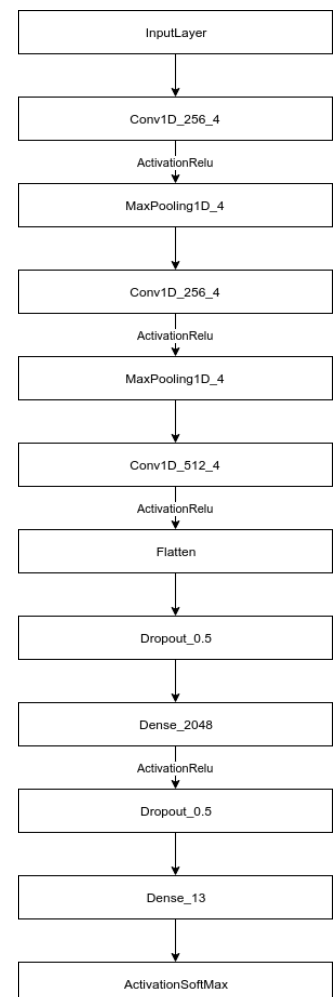 InputLayer
Conv1D_256_4
ActivationRelu
MaxPooling1D_4
Conv1D_256_4
ActivationRelu
MaxPooling1D_4
Conv1D_512_4
ActivationRelu
Flatten
Dropout_0.5
Dense_2048
ActivationRelu
Dropout_0.5
Dense_13
ActivationSoftMax